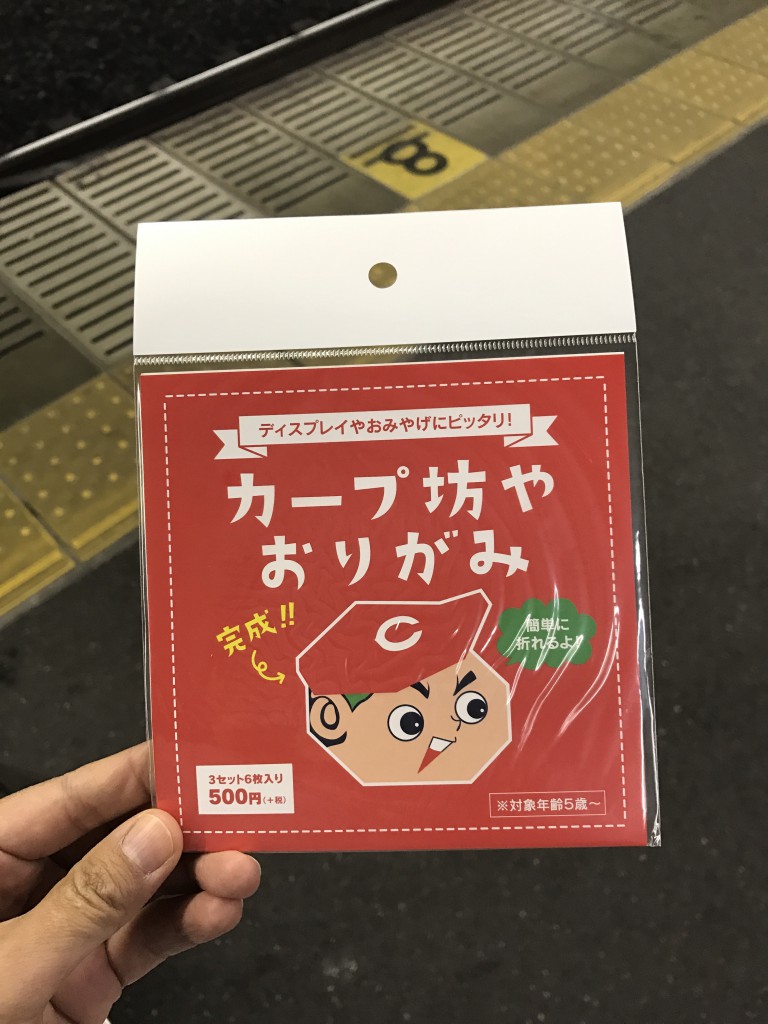 8
ディスプレイやおみやげにピッタリ!
カープ坊や
おりがみ
完成!!
簡単に
折れるよ!
C
3セット6枚入り
500円(+税)
※対象年齢5歳~